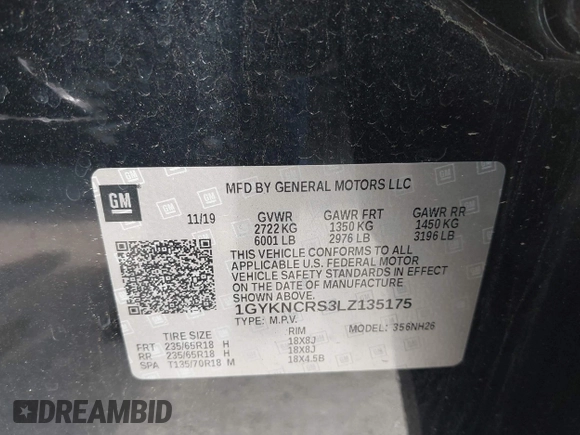 GM
MFD BY GENERAL MOTORS LLC
11/19 GVWR GAWR FRT GAWR RR
2722 KG 1350 KG 1450 KG
6001 LB 2976 LB 3196 LB
THIS VEHICLE CONFORMS TO ALL
APPLICABLE U.S. FEDERAL MOTOR
VEHICLE SAFETY STANDARDS IN EFFECT
ON THE DATE OF MANUFACTURE
SHOWN ABOVE.
1GYKNCRS3LZ135175
TYPE: M.P.V. MODEL: 356NH26
TIRE SIZE RIM
FRT 235/65R18 H 18X8J
RR 235/65R18 H 18X8J
SPA T135/70R18 M 18X4.5B
DREAMBID